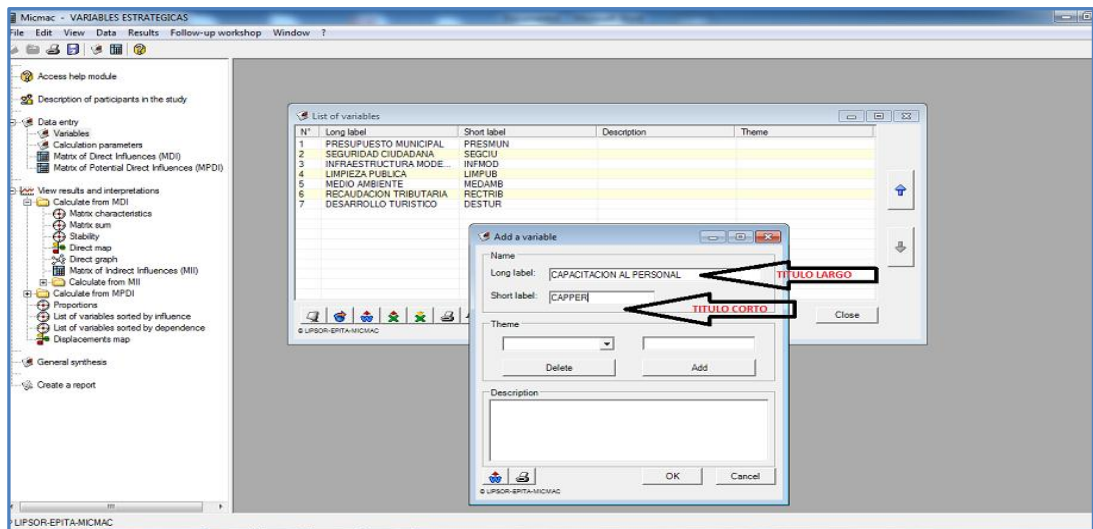 Micmac - VARIABLES ESTRATEGICAS
File Edit View Data Results Follow-up workshop Window ?
Access help module
Description of participants in the study
Data entry
Variables
Calculation parameters
Matrix of Direct Influences (MDI)
Matrix of Potential Direct Influences (MPDI)
View results and interpretations
Calculate from MDI
Matrix characteristics
Matrix sum
Stability
Direct map
Direct graph
Matrix of Indirect Influences (MII)
Calculate from MII
Calculate from MPDI
Proportions
List of variables sorted by influence
List of variables sorted by dependence
Displacements map
General synthesis
Create a report
LIPSOR-EPITA-MICMAC
List of variables
N° Long label Short label Description Theme
1 PRESUPUESTO MUNICIPAL PRESMUN
2 SEGURIDAD CIUDADANA SEGCIU
3 INFRAESTRUCTURA MODE... INFMOD
4 LIMPIEZA PUBLICA LIMPUB
5 MEDIO AMBIENTE MEDAMB
6 RECAUDACION TRIBUTARIA RECTRIB
7 DESARROLLO TURISTICO DESTUR
Close
© LIPSOR-EPITA-MICMAC
Add a variable
Name
Long label: CAPACITACION AL PERSONAL
TITULO LARGO
Short label: CAPPER
TITULO CORTO
Theme
Delete Add
Description
OK Cancel
© LIPSOR-EPITA-MICMAC